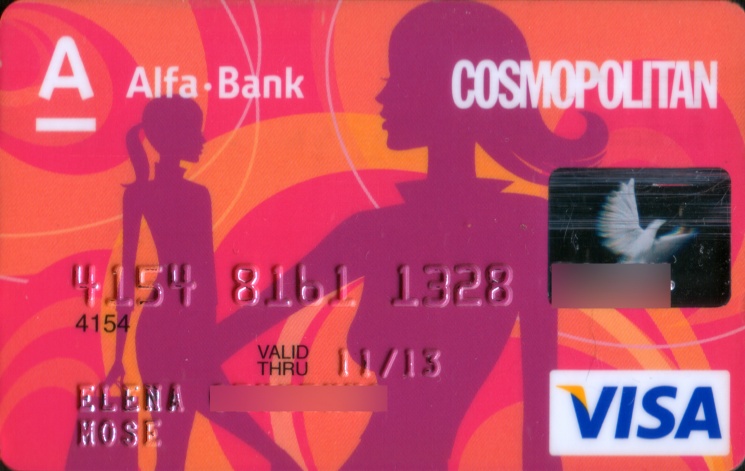 A Alfa·Bank COSMOPOLITAN
4154 8161 1328
4154
VALID THRU 11/13
ELENA
MOSE
VISA